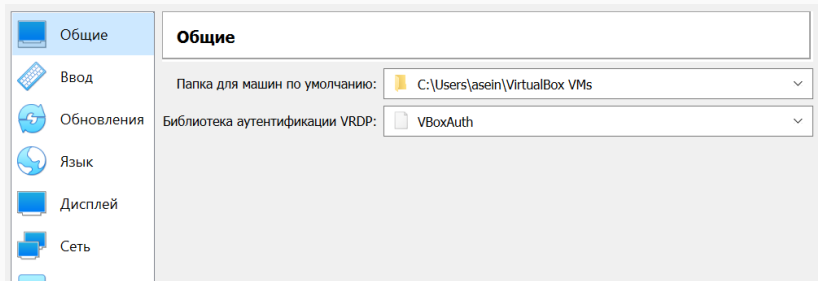 Общие
Ввод
Обновления
Язык
Дисплей
Сеть
Общие
Папка для машин по умолчанию: C:\Users\asein\VirtualBox VMs
Библиотека аутентификации VRDP: VBoxAuth